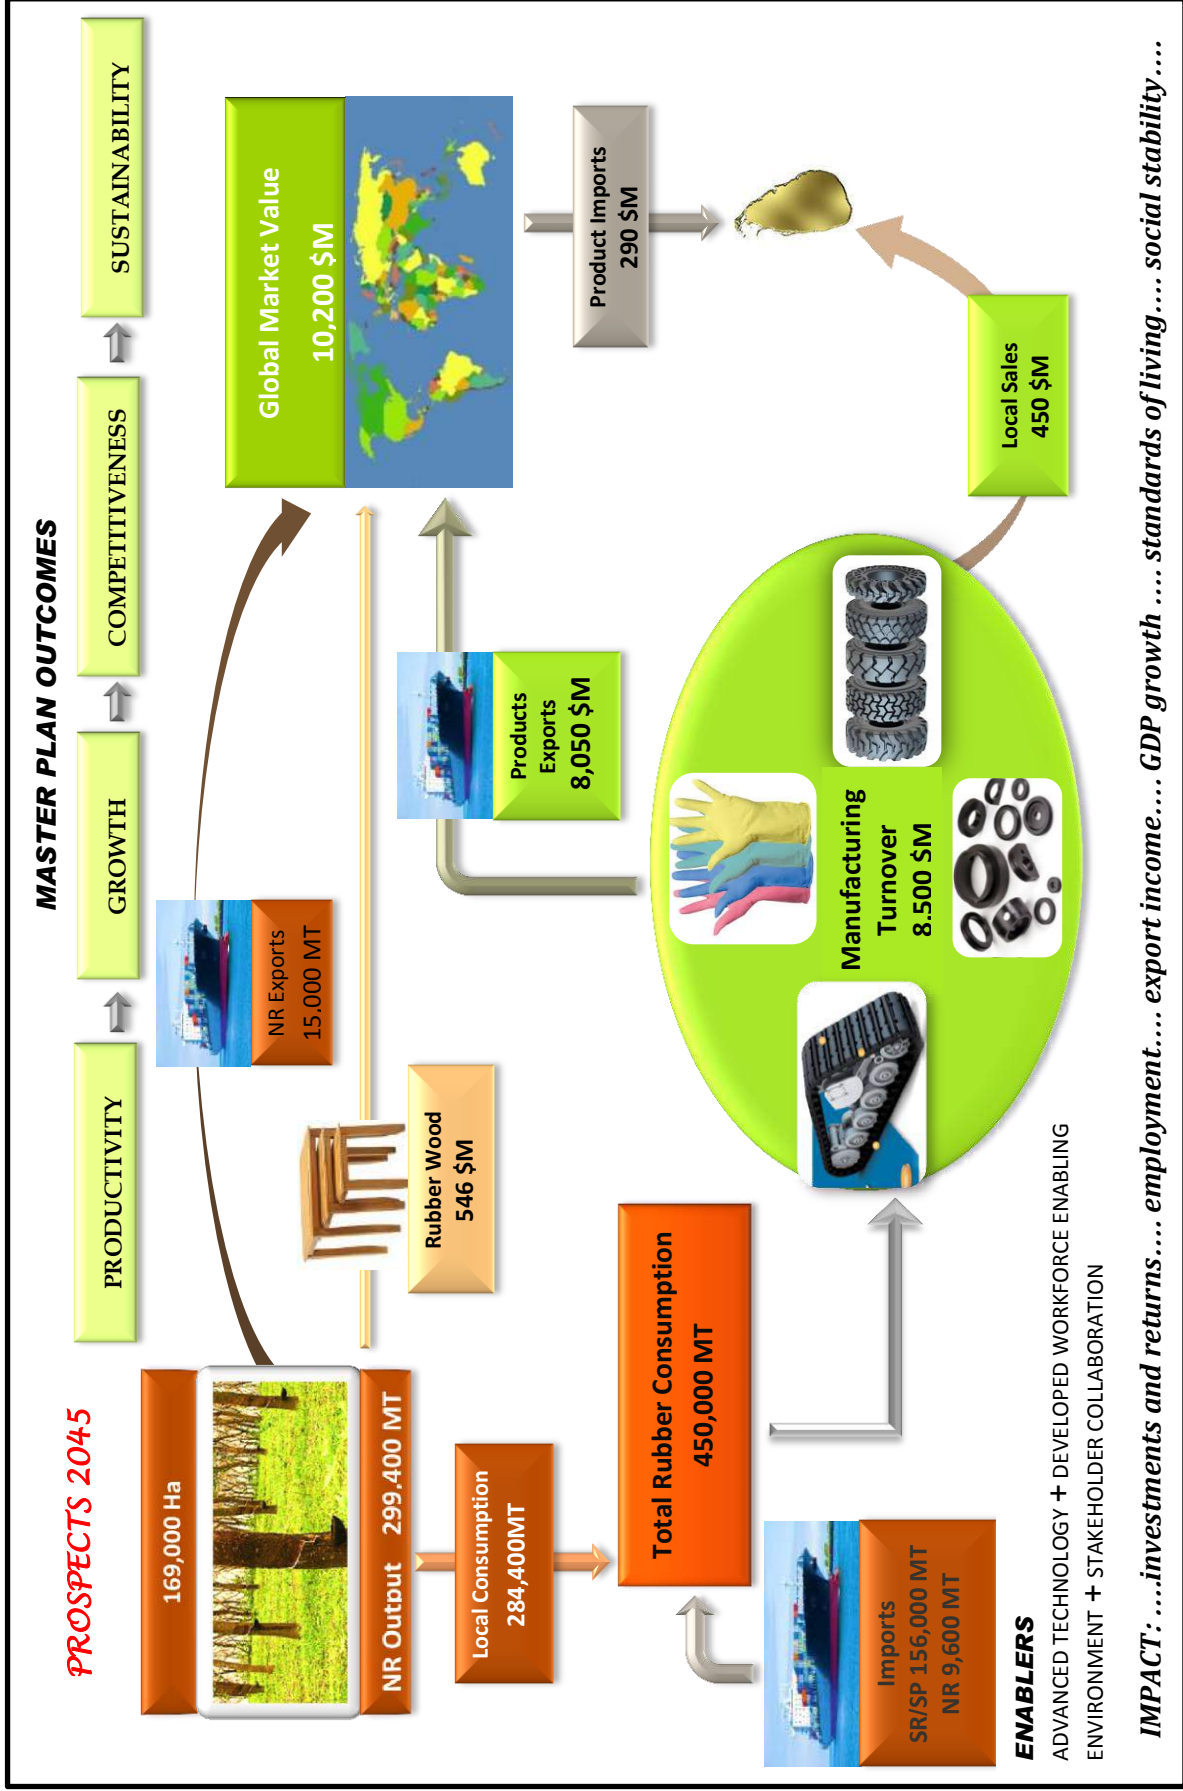 MASTER PLAN OUTCOMES
PROSPECTS 2045
PRODUCTIVITY
GROWTH
COMPETITIVENESS
SUSTAINABILITY
169,000 Ha
NR Output 299,400 MT
NR Exports
15.000 MT
Rubber Wood
546 $M
Global Market Value
10,200 $M
Local Consumption
284,400MT
Products
Exports
8,050 $M
Product Imports
290 $M
Total Rubber Consumption
450,000 MT
Manufacturing
Turnover
8.500 $M
Imports
SR/SP 156,000 MT
NR 9,600 MT
Local Sales
450 $M
ENABLERS
ADVANCED TECHNOLOGY + DEVELOPED WORKFORCE ENABLING
ENVIRONMENT + STAKEHOLDER COLLABORATION
IMPACT: ....investments and returns.... employment.... export income.... GDP growth .... standards of living.... social stability....